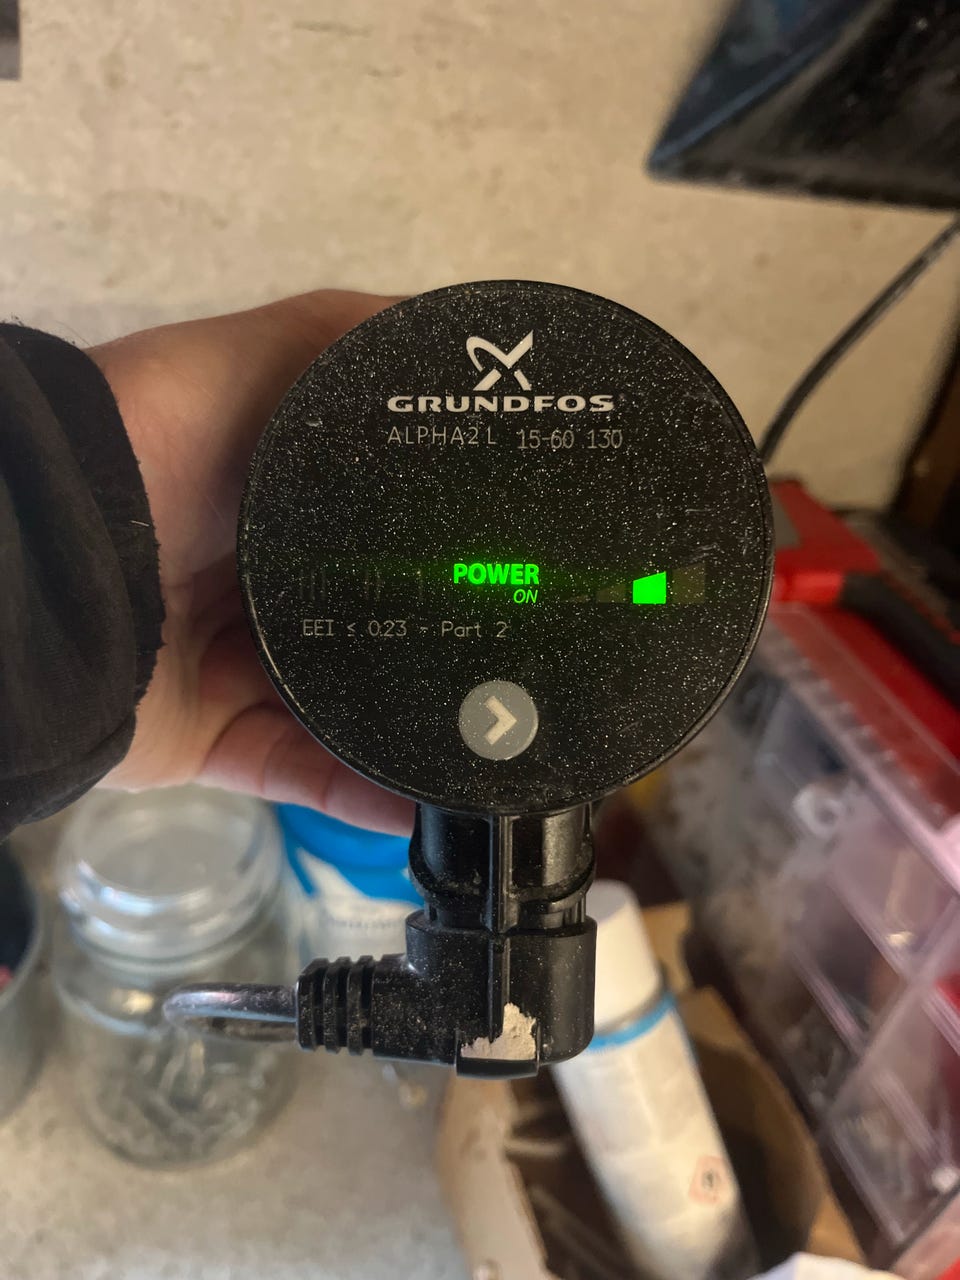 GRUNDFOS
ALPHA2 L 15-60 130
POWER
ON
EEI ≤ 0.23 - Part 2